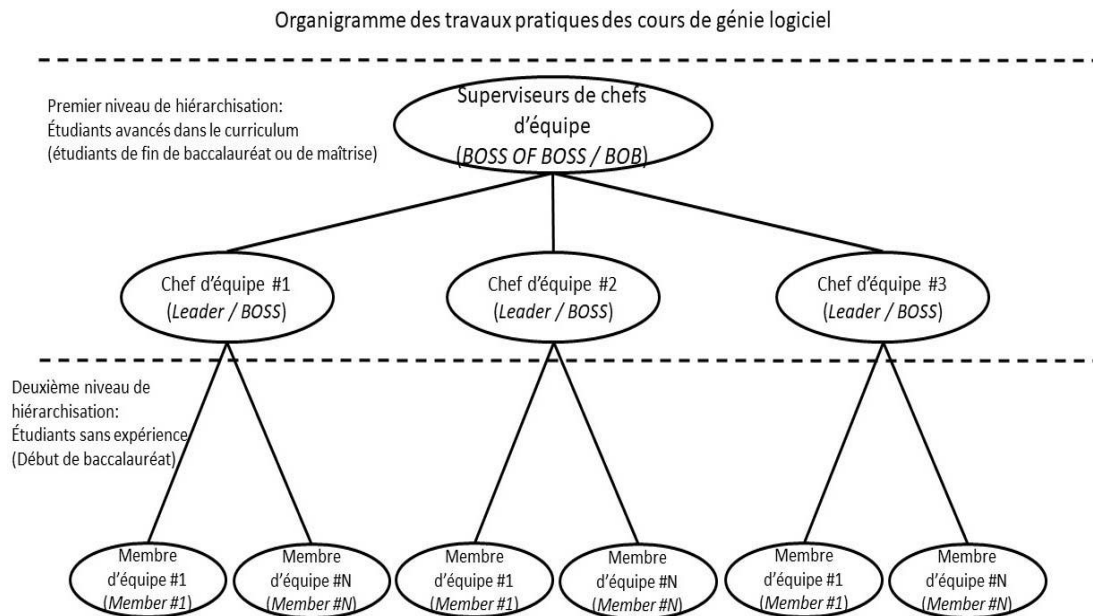 Organigramme des travaux pratiques des cours de génie logiciel
Premier niveau de hiérarchisation:
Étudiants avancés dans le curriculum
(étudiants de fin de baccalauréat ou de maîtrise)
Superviseurs de chefs
d'équipe
(BOSS OF BOSS / BOB)
Chef d'équipe #1
(Leader / BOSS)
Chef d'équipe #2
(Leader / BOSS)
Chef d'équipe #3
(Leader / BOSS)
Deuxième niveau de
hiérarchisation:
Étudiants sans expérience
(Début de baccalauréat)
Membre
d'équipe #1
(Member #1)
Membre
d'équipe #N
(Member #N)
Membre
d'équipe #1
(Member #1)
Membre
d'équipe #N
(Member #N)
Membre
d'équipe #1
(Member #1)
Membre
d'équipe #N
(Member #N)